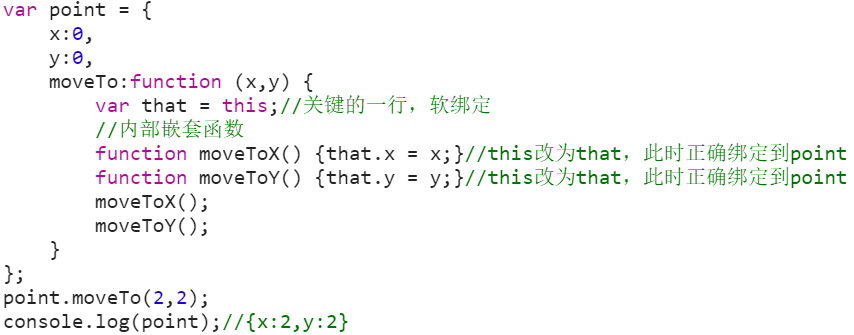 var point = {
    x:0,
    y:0,
    moveTo:function (x,y) {
        var that = this;//关键的一行，软绑定
        //内部嵌套函数
        function moveToX() {that.x = x;}//this改为that，此时正确绑定到point
        function moveToY() {that.y = y;}//this改为that，此时正确绑定到point
        moveToX();
        moveToY();
    }
};
point.moveTo(2,2);
console.log(point);//{x:2,y:2}